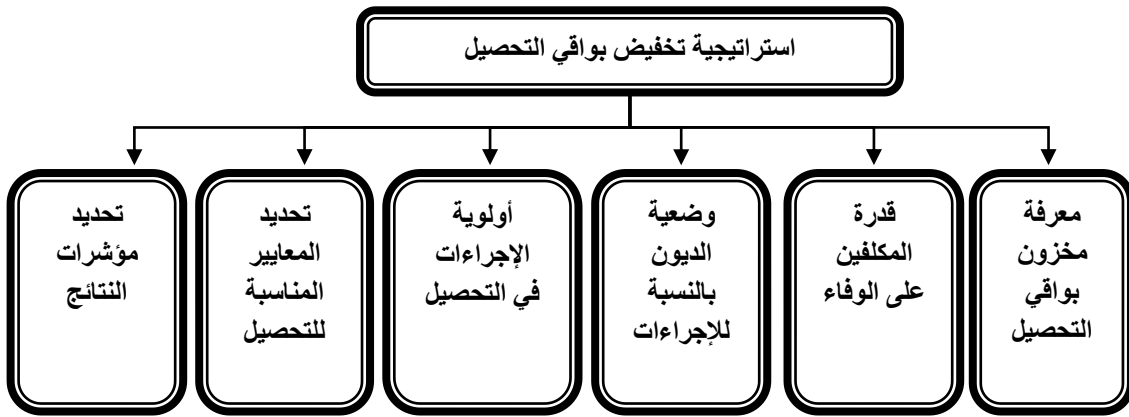 استراتيجية تخفيض بواقي التحصيل
معرفة
مخزون
بواقي
التحصيل
قدرة
المكلفين
على الوفاء
وضعية
الديون
بالنسبة
للإجراءات
أولوية
الإجراءات
في التحصيل
تحديد
المعايير
المناسبة
للتحصيل
تحديد
مؤشرات
النتائج